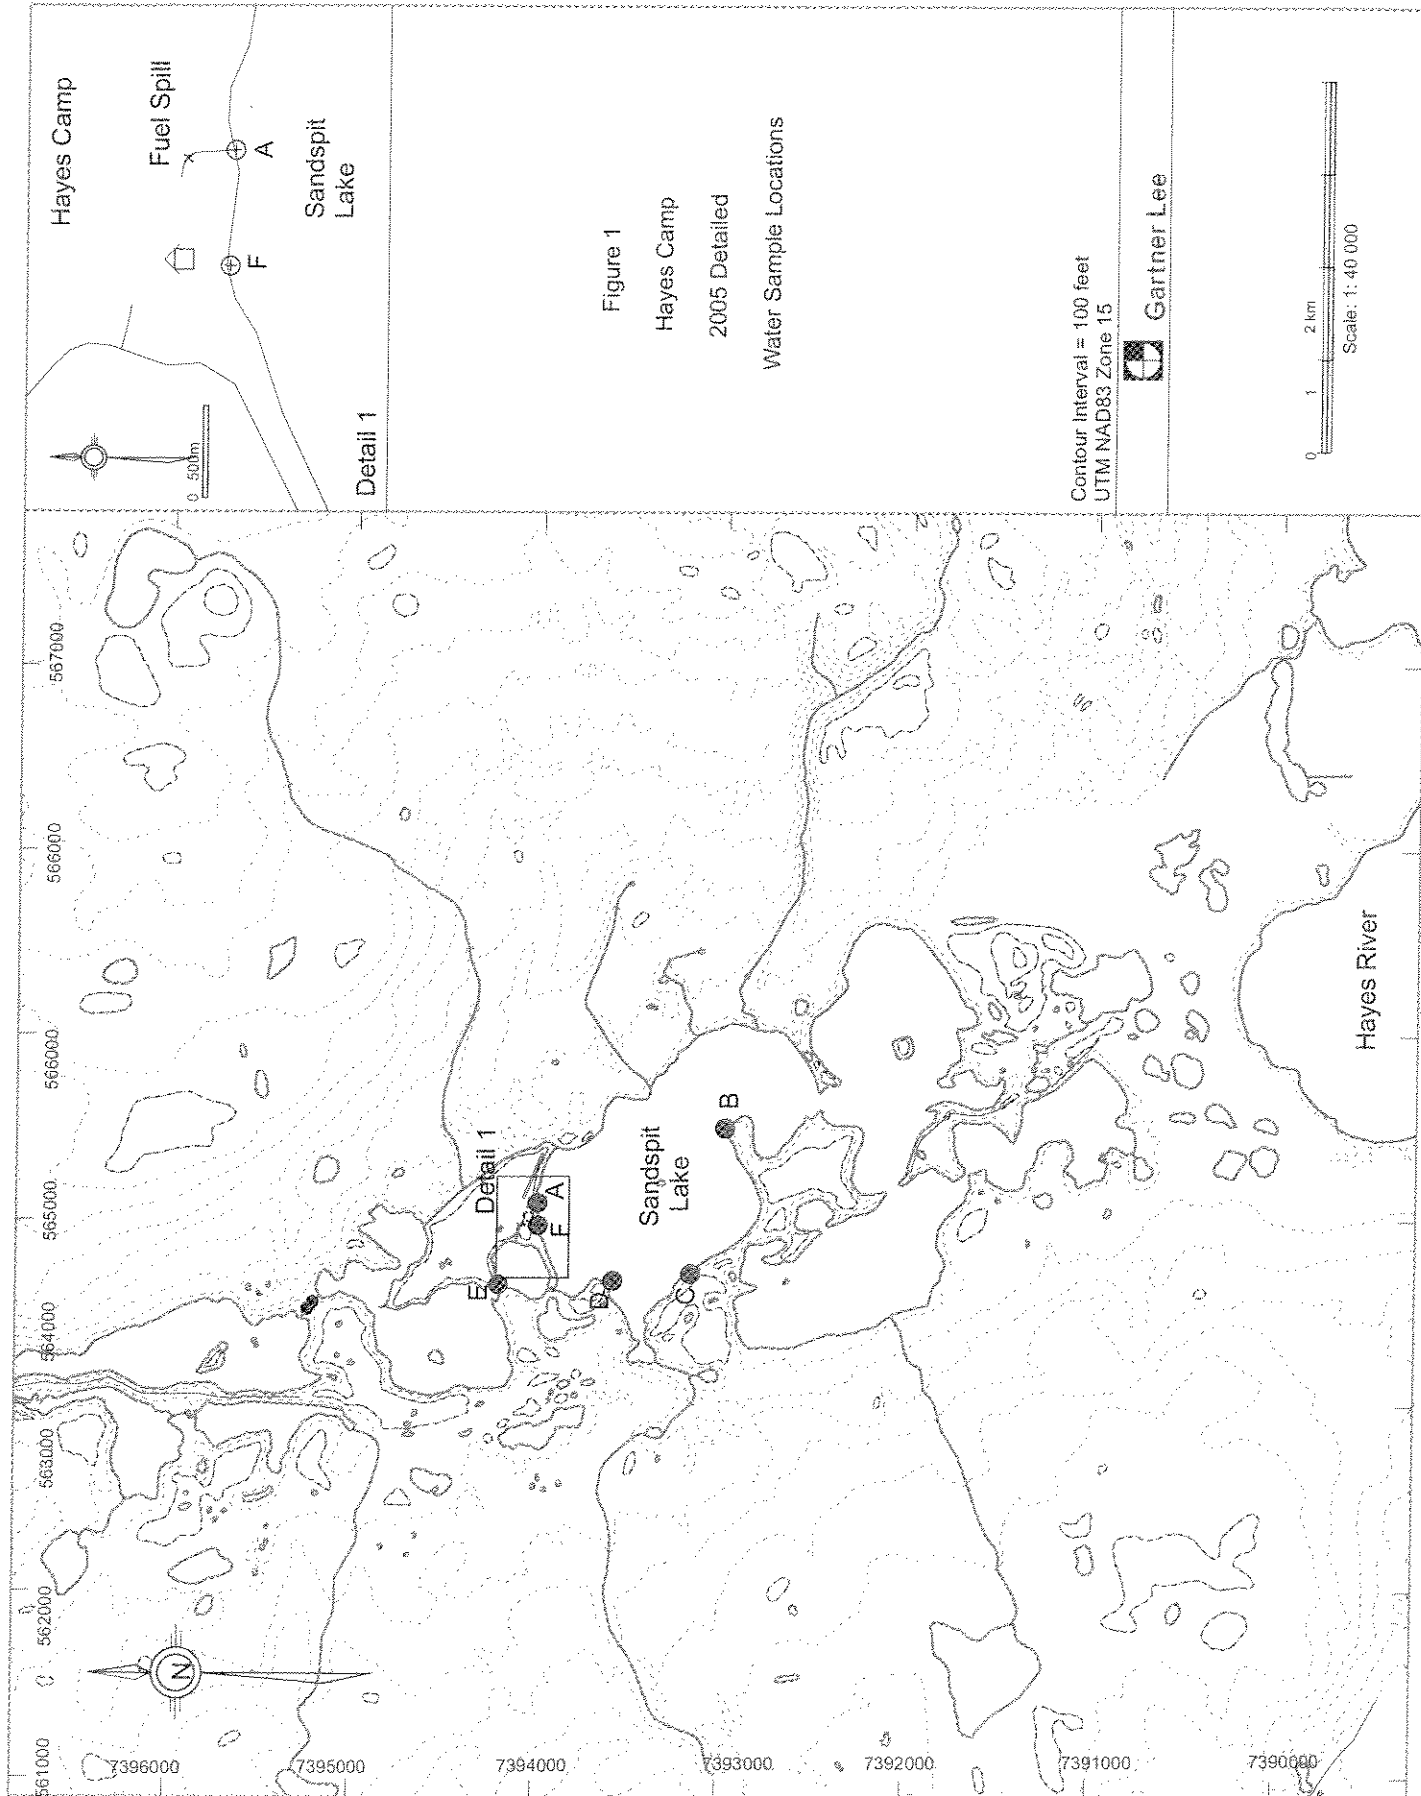 567000
566000
566000
565000
564000
563000
562000
561000
7396000
7395000
7394000
7393000
7392000
7391000
7390000
N
Detail 1
E
F
A
D
C
B
Sandspit
Lake
Hayes River
Hayes Camp
Fuel Spill
F
A
Sandspit
Lake
0 500m
Detail 1
Figure 1
Hayes Camp
2005 Detailed
Water Sample Locations
Contour Interval = 100 feet
UTM NAD83 Zone 15
Gartner Lee
0 1 2 km
Scale: 1: 40 000